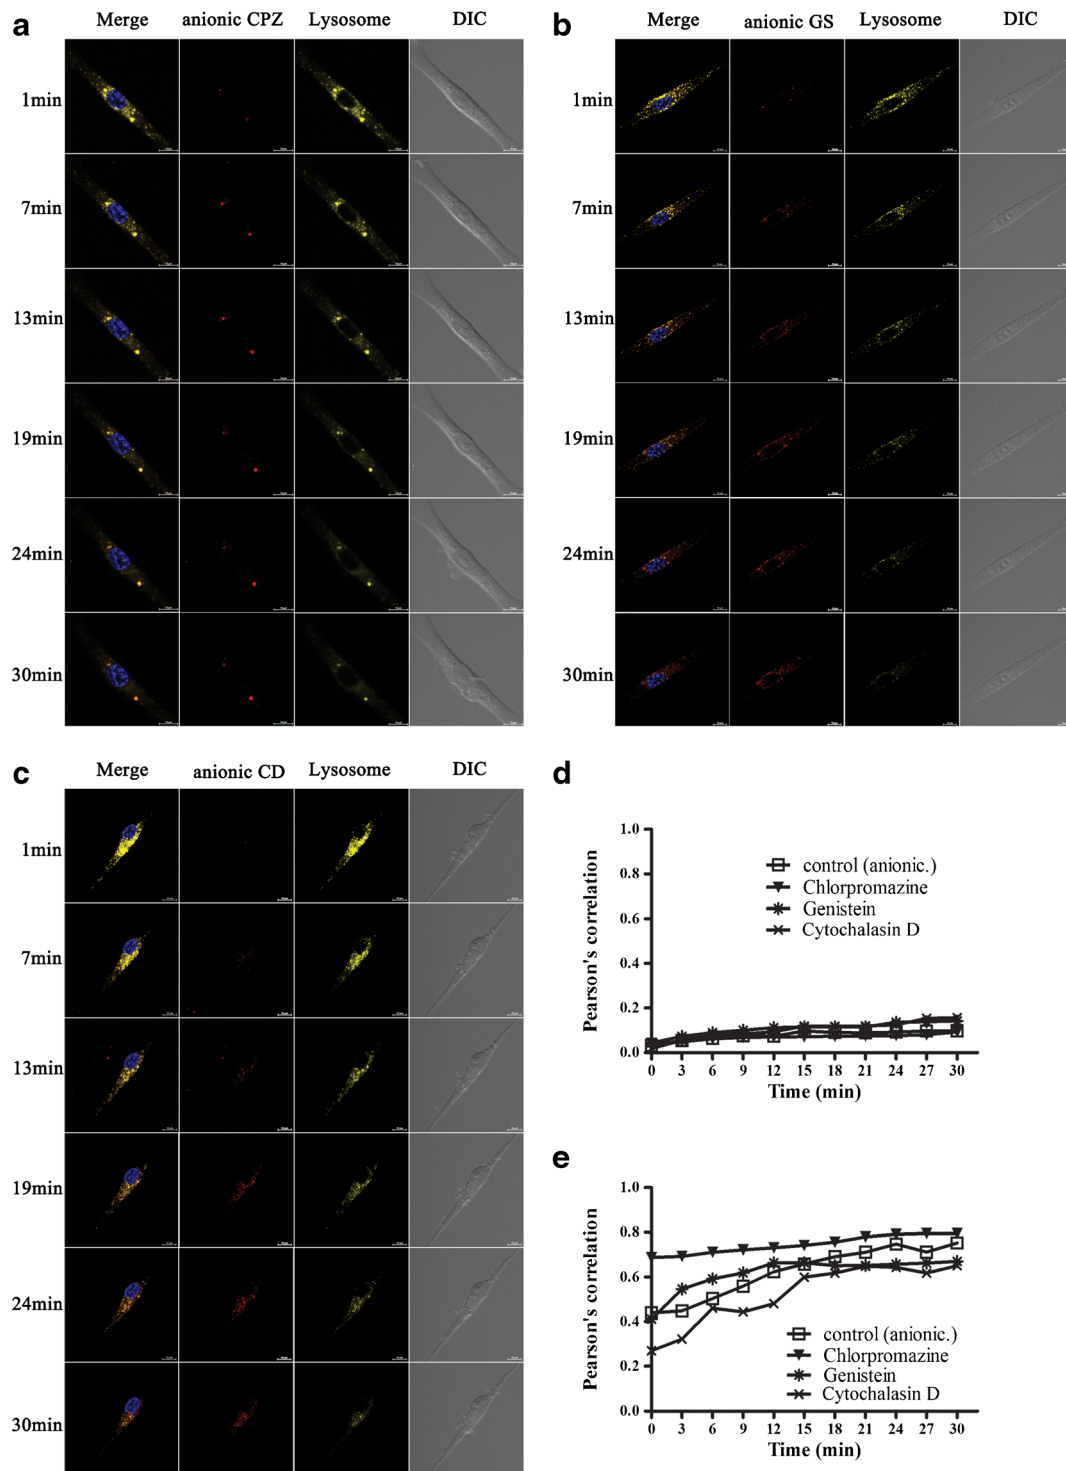 a
Merge anionic CPZ Lysosome DIC
1min
7min
13min
19min
24min
30min
b
Merge anionic GS Lysosome DIC
1min
7min
13min
19min
24min
30min
c
Merge anionic CD Lysosome DIC
1min
7min
13min
19min
24min
30min
d
Pearson's correlation
1.0
0.8
0.6
0.4
0.2
0.0
control (anionic.)
Chlorpromazine
Genistein
Cytochalasin D
0 3 6 9 12 15 18 21 24 27 30
Time (min)
e
Pearson's correlation
1.0
0.8
0.6
0.4
0.2
0.0
control (anionic.)
Chlorpromazine
Genistein
Cytochalasin D
0 3 6 9 12 15 18 21 24 27 30
Time (min)